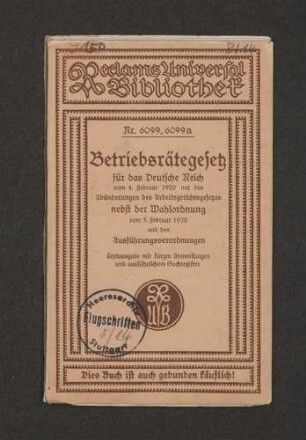 150
Reclams Universal
Bibliothek
Nr. 6099, 6099a
Betriebsrätegesetz
für das Deutsche Reich
vom 4. Februar 1920 mit den
Abänderungen des Arbeitsgerichtsgesetzes
nebst der Wahlordnung
vom 5. Februar 1920
und den
Ausführungsverordnungen
Textausgabe mit kurzen Anmerkungen
und ausführlichem Sachregister
UB
Flugschriften
Stuttgart
Dies Buch ist auch gebunden käuflich!